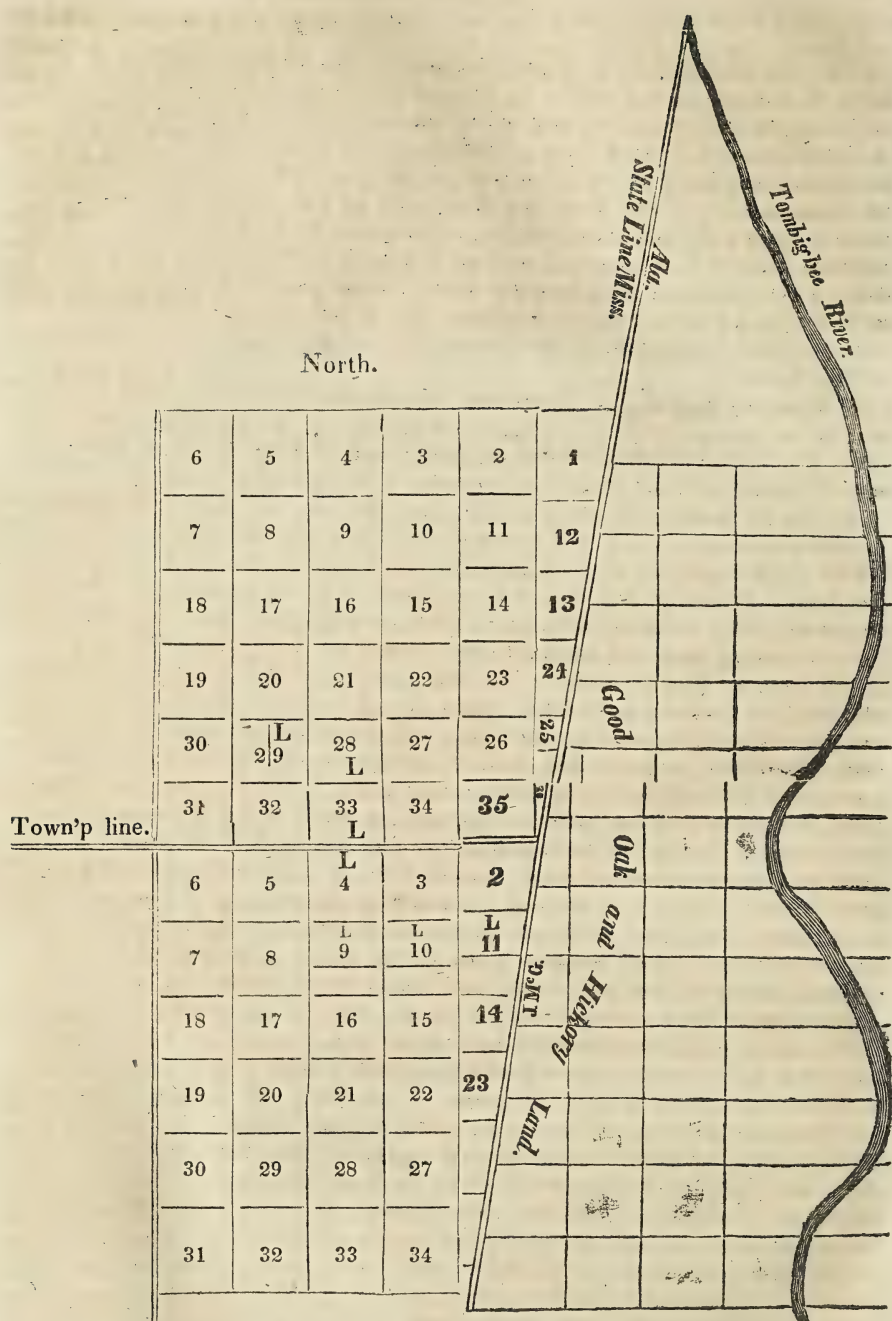 Tombigbee River.
Ala.
State Line Miss.
North.
6 5 4 3 2 1
7 8 9 10 11 12
18 17 16 15 14 13
19 20 21 22 23 24
Good
L
30 29 28 27 26 25
L
31 32 33 34 35 36
L
Town'p line.
L
6 5 4 3 2
Oak and
L L L
7 8 9 10 11
J McG.
Hickory
18 17 16 15 14
19 20 21 22 23
Land.
30 29 28 27
31 32 33 34